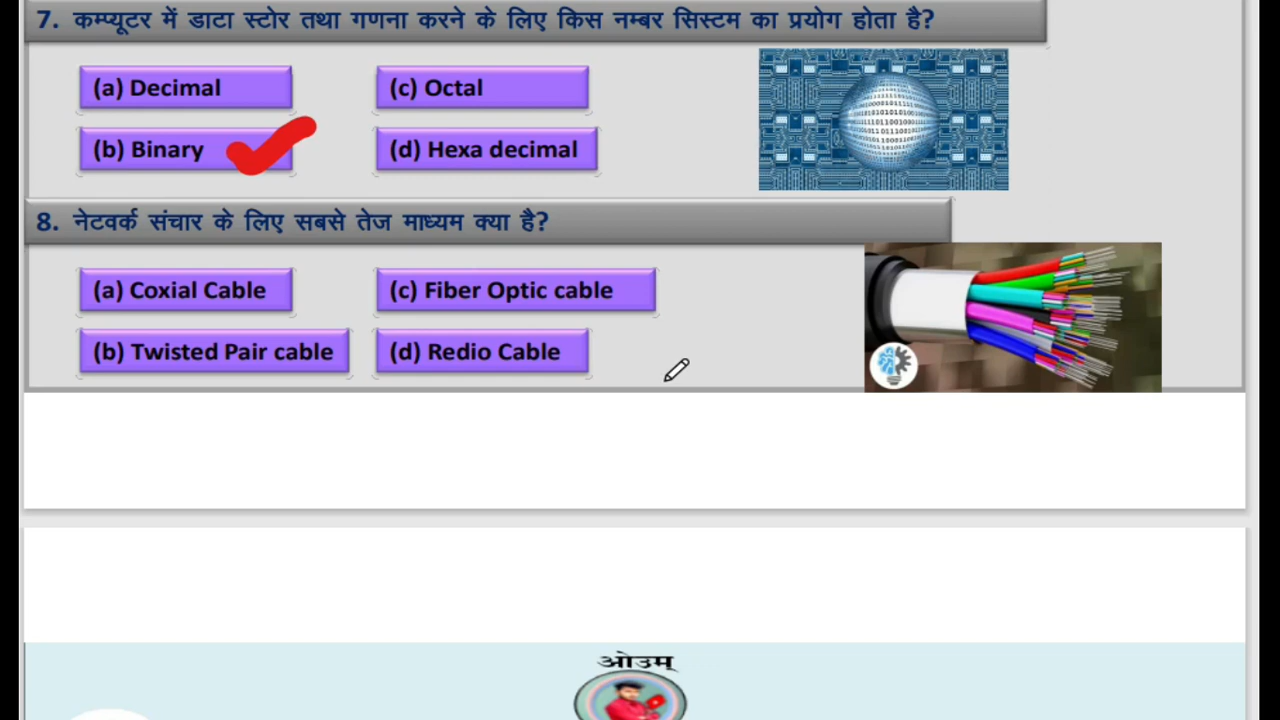 7. कम्प्यूटर में डाटा स्टोर तथा गणना करने के लिए किस नम्बर सिस्टम का प्रयोग होता है?
(a) Decimal
(c) Octal
(b) Binary
(d) Hexa decimal
8. नेटवर्क संचार के लिए सबसे तेज माध्यम क्या है?
(a) Coxial Cable
(c) Fiber Optic cable
(b) Twisted Pair cable
(d) Redio Cable
ओउम्